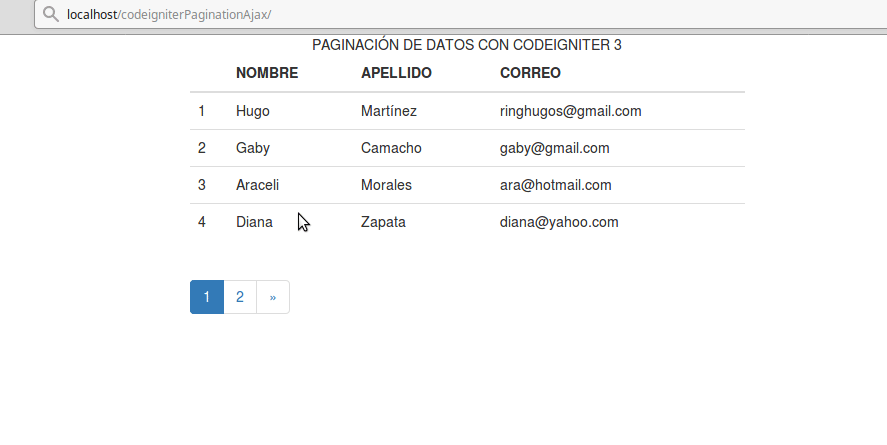 localhost/codeigniterPaginationAjax/
PAGINACIÓN DE DATOS CON CODEIGNITER 3
NOMBRE APELLIDO CORREO
1 Hugo Martínez ringhugos@gmail.com
2 Gaby Camacho gaby@gmail.com
3 Araceli Morales ara@hotmail.com
4 Diana Zapata diana@yahoo.com
1 2 »